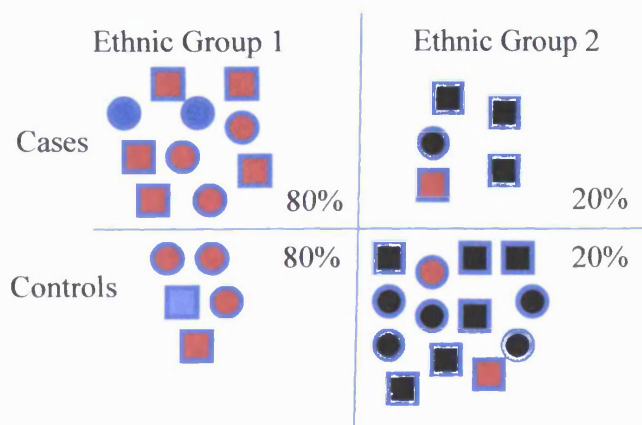 Ethnic Group 1
Ethnic Group 2
Cases
80%
20%
Controls
80%
20%